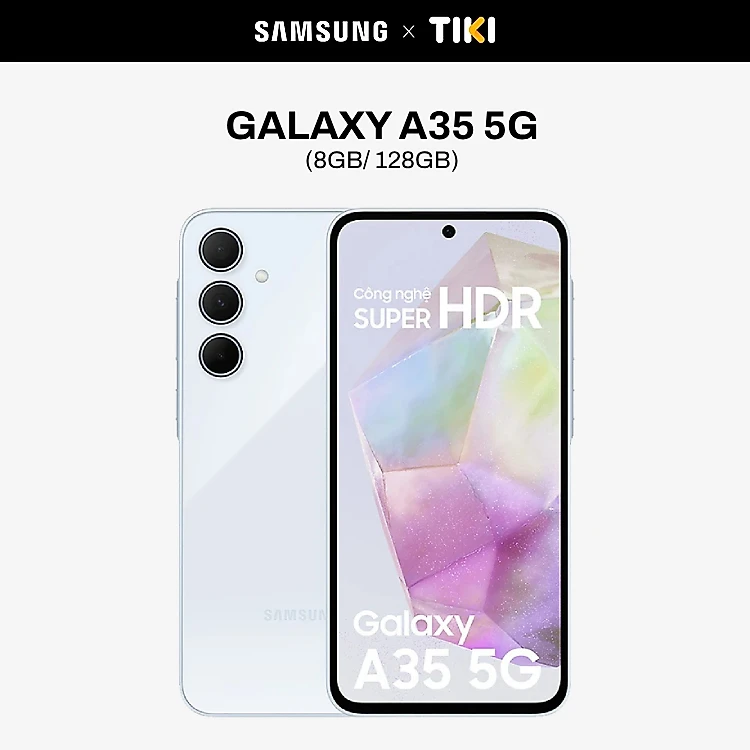 SAMSUNG × TIKI
GALAXY A35 5G
(8GB/ 128GB)
Công nghệ
SUPER HDR
SAMSUNG
Galaxy
A35 5G